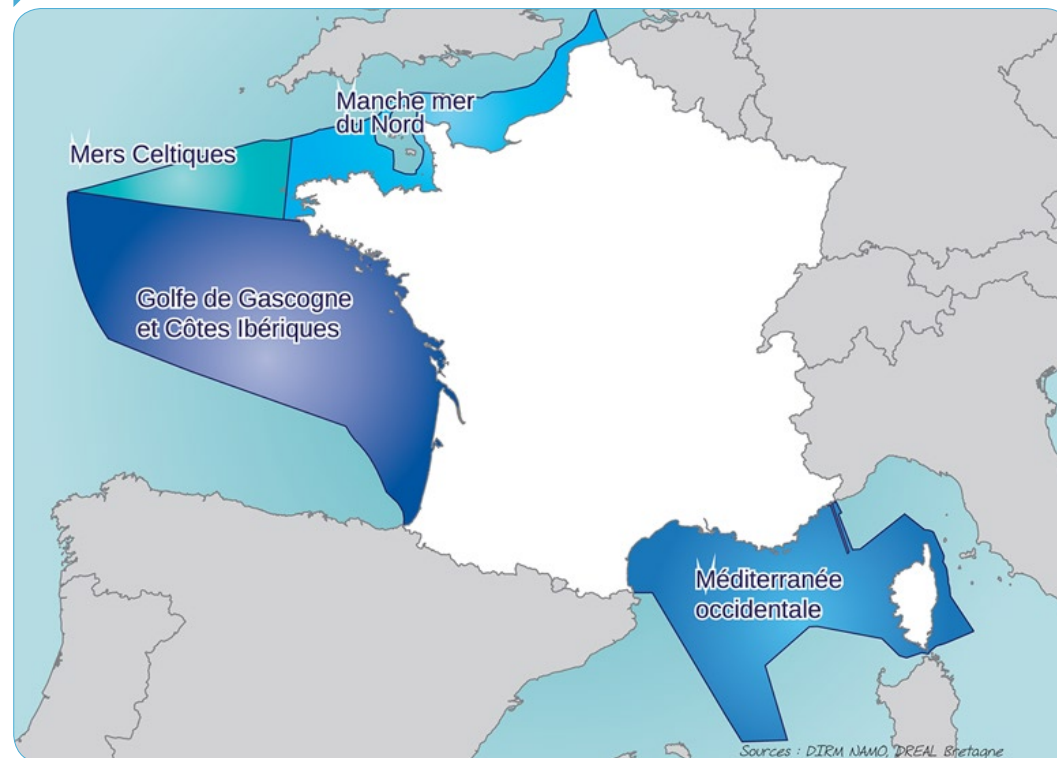 Manche mer
du Nord
Mers Celtiques
Golfe de Gascogne
et Côtes Ibériques
Méditerranée
occidentale
Sources : DIRM NAMO, DREAL Bretagne